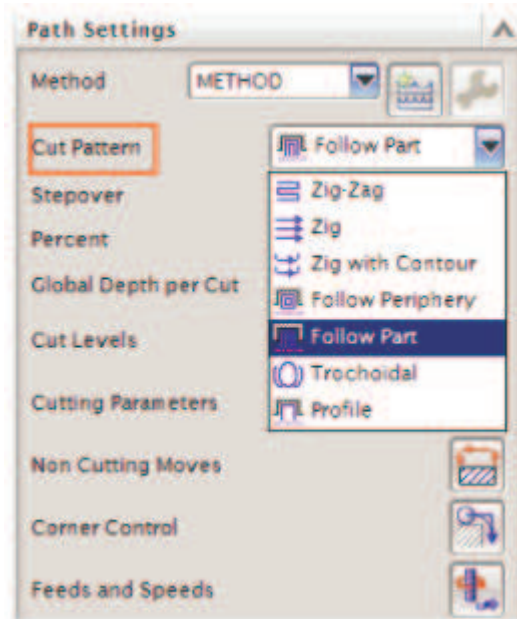 Path Settings
Method METHOD
Cut Pattern Follow Part
Stepover Zig-Zag
Percent Zig
Zig with Contour
Global Depth per Cut Follow Periphery
Cut Levels Follow Part
Trochoidal
Cutting Parameters Profile
Non Cutting Moves
Corner Control
Feeds and Speeds